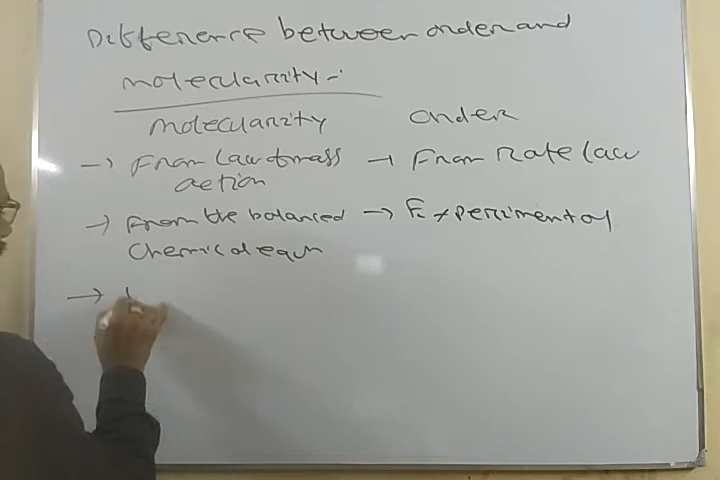 Difference between order and
molecularity :-
molecularity order
→ From law of mass → From Rate law
action
→ From the balanced → Experimental
Chemical eqn
→